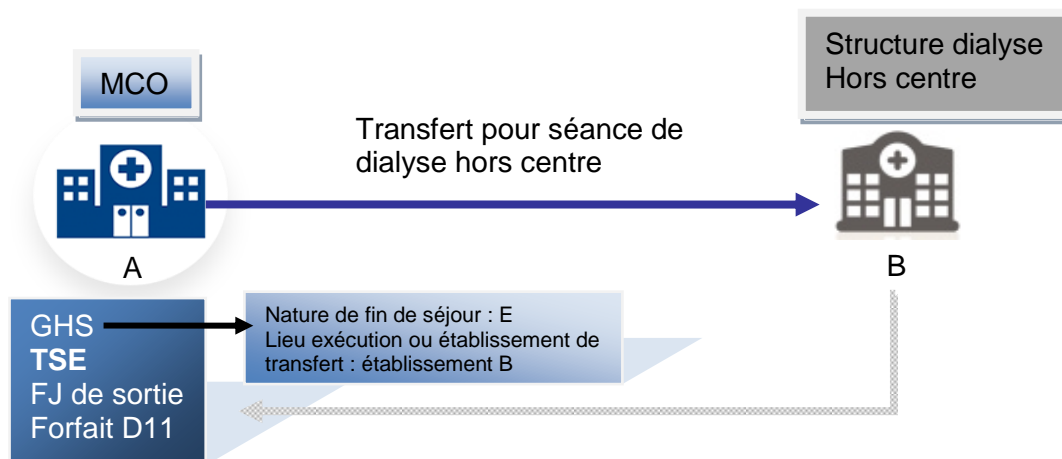 MCO
Structure dialyse
Hors centre
Transfert pour séance de
dialyse hors centre
A
B
GHS
TSE
FJ de sortie
Forfait D11
Nature de fin de séjour : E
Lieu exécution ou établissement de
transfert : établissement B